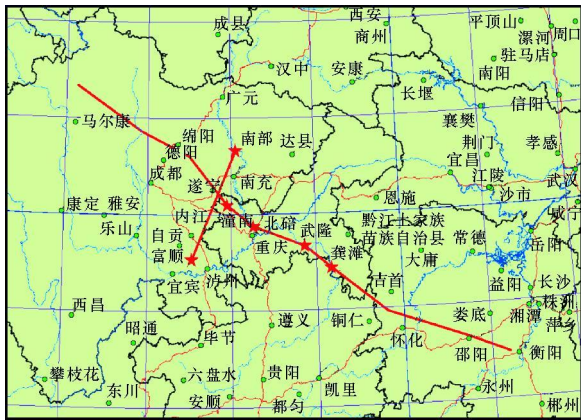 成县
西安
商州
平顶山
漯河
周口
驻马店
南阳
汉中
安康
长堰
信阳
广元
襄樊
马尔康
绵阳
南部
达县
荆门
孝感
德阳
宜昌
成都
遂宁
南充
恩施
江陵
沙市
武汉
康定
雅安
内江
潼南
北碚
黔江土家族
苗族自治县
咸宁
乐山
自贡
重庆
武隆
常德
岳阳
富顺
龚滩
大庸
宜宾
泸州
吉首
益阳
长沙
西昌
株洲
湘潭
萍乡
昭通
遵义
铜仁
娄底
毕节
怀化
邵阳
衡阳
攀枝花
六盘水
贵阳
凯里
东川
安顺
都匀
永州
郴州